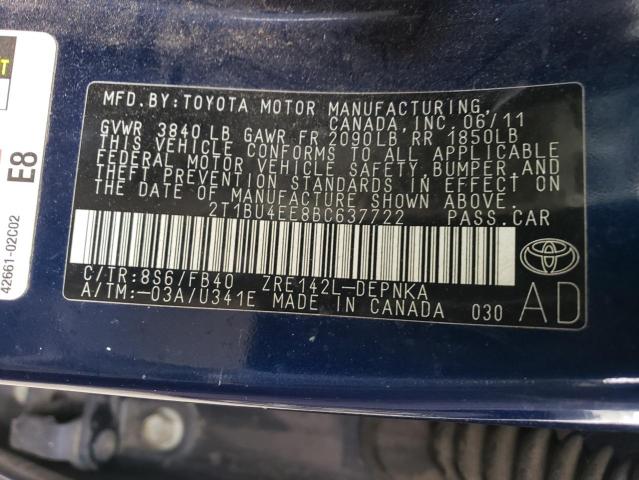 MFD.BY:TOYOTA MOTOR MANUFACTURING,
CANADA, INC. 06/11
GVWR 3840 LB GAWR FR 2090LB RR 1850LB
THIS VEHICLE CONFORMS TO ALL APPLICABLE
FEDERAL MOTOR VEHICLE SAFETY, BUMPER, AND
THEFT PREVENTION STANDARDS IN EFFECT ON
THE DATE OF MANUFACTURE SHOWN ABOVE.
2T1BU4EE8BC637722 PASS.CAR
C/TR:8S6/FB40 ZRE142L-DEPNKA
A/TM:-03A/U341E MADE IN CANADA 030
AD
E8
42661-02C02